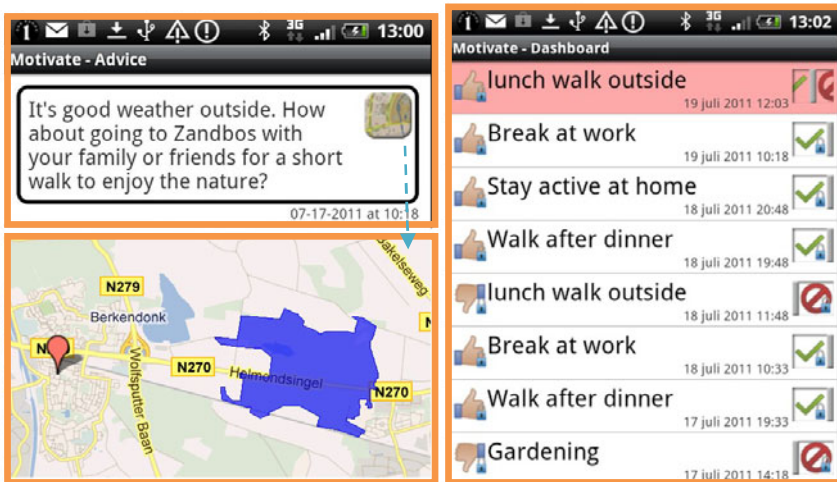 3G
13:00
Motivate - Advice
It's good weather outside. How
about going to Zandbos with
your family or friends for a short
walk to enjoy the nature?
07-17-2011 at 10:18
Bakelseweg
N279
Berkendonk
Wolfsputter Baan
N270
Helmondsingel
N270
3G
13:02
Motivate - Dashboard
lunch walk outside
19 juli 2011 12:03
Break at work
19 juli 2011 10:18
Stay active at home
18 juli 2011 20:48
Walk after dinner
18 juli 2011 19:48
lunch walk outside
18 juli 2011 11:48
Break at work
18 juli 2011 10:33
Walk after dinner
17 juli 2011 19:33
Gardening
17 juli 2011 14:18